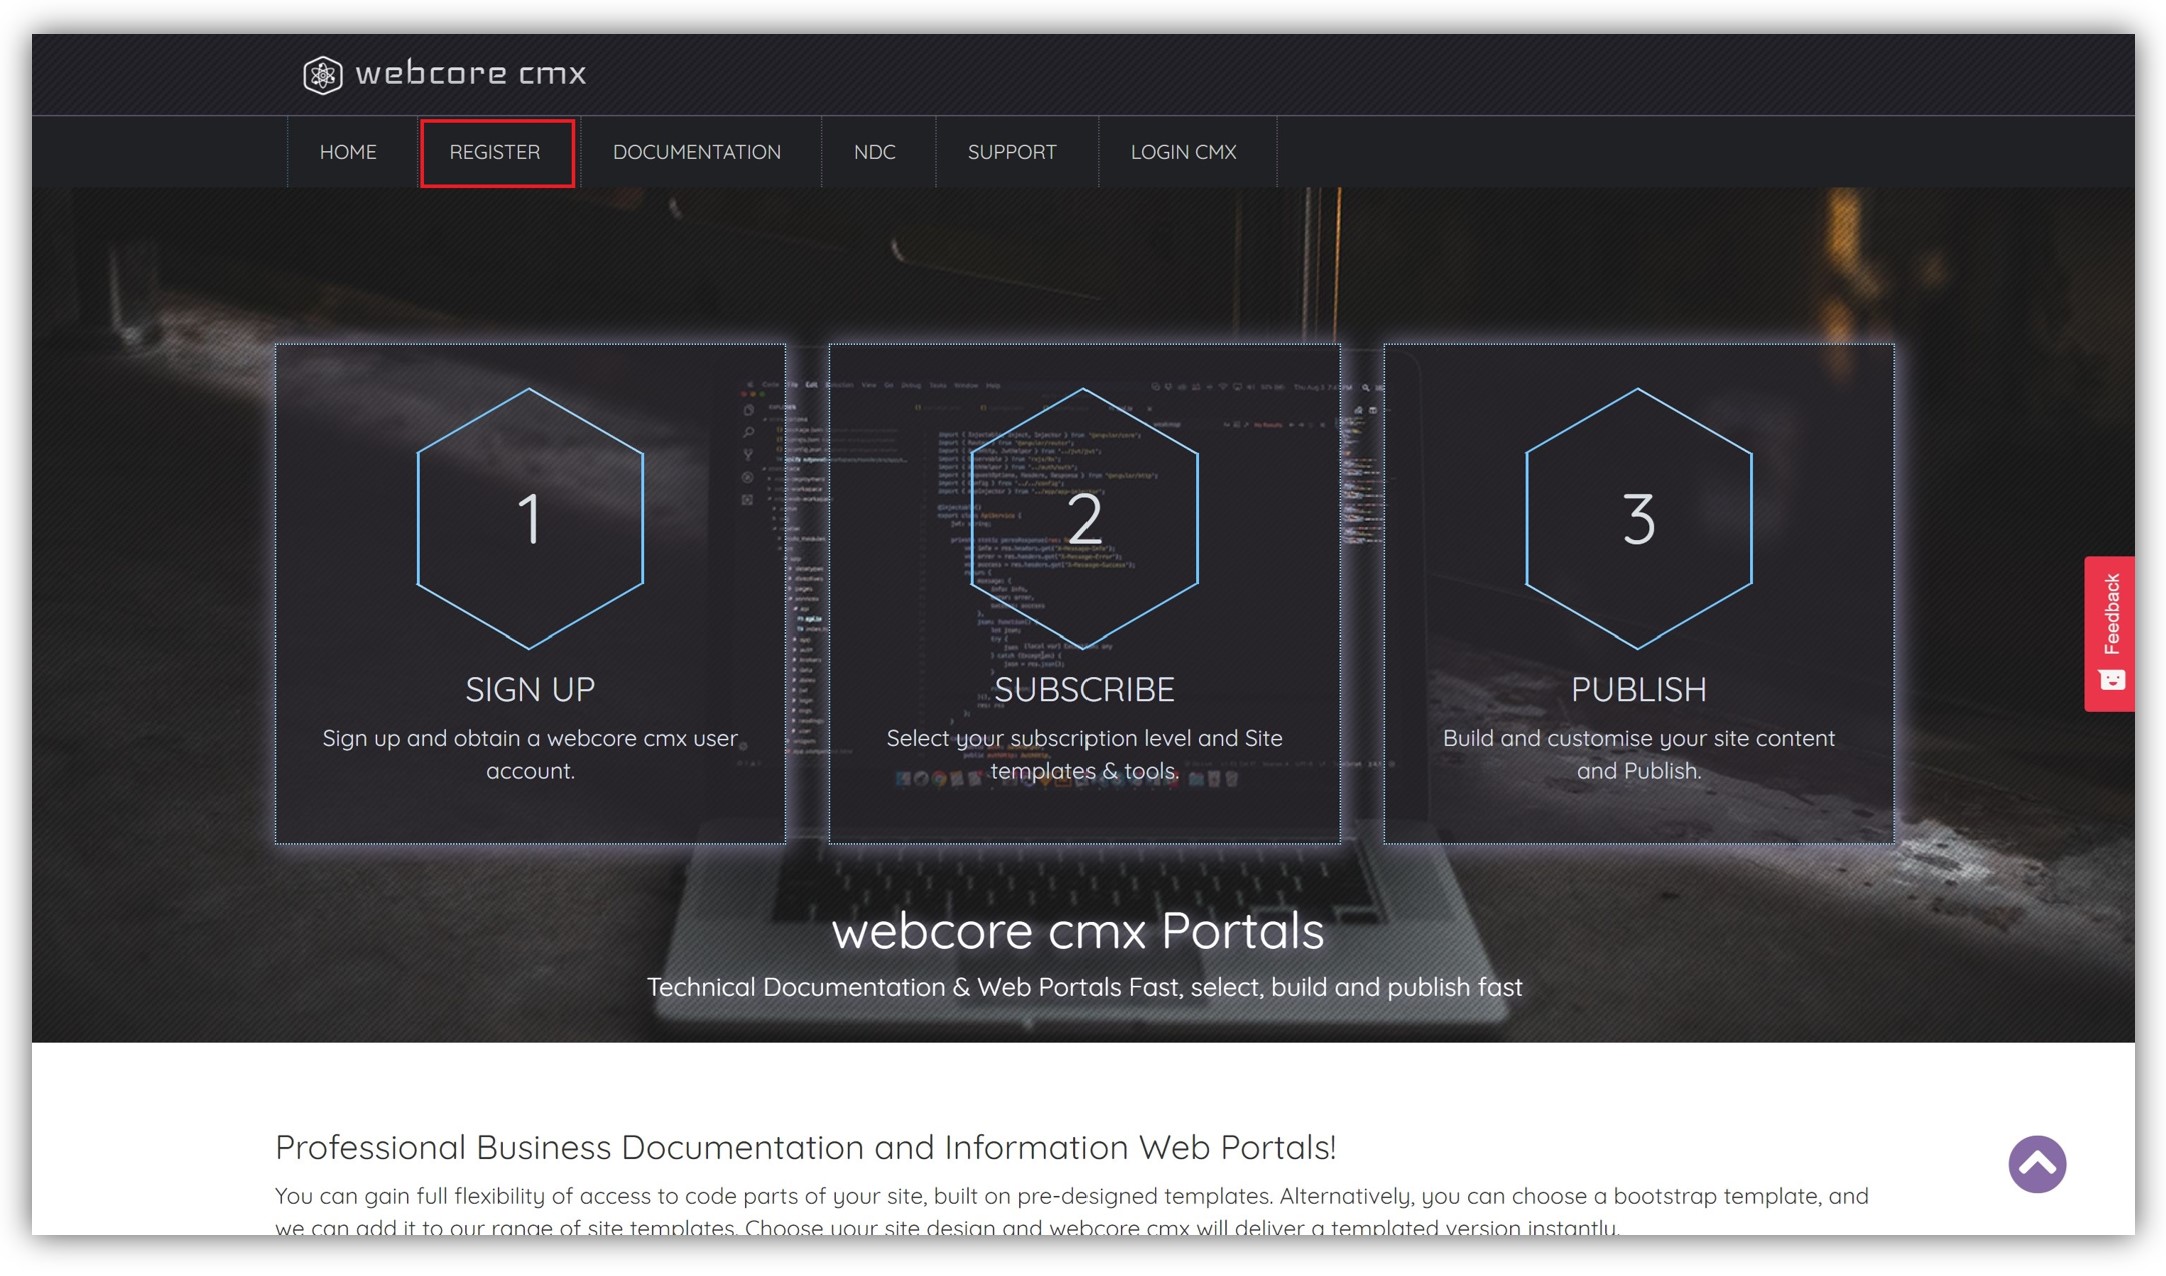 webcore cmx
HOME
REGISTER
DOCUMENTATION
NDC
SUPPORT
LOGIN CMX
1
SIGN UP
Sign up and obtain a webcore cmx user
account.
2
SUBSCRIBE
Select your subscription level and Site
templates & tools.
3
PUBLISH
Build and customise your site content
and Publish.
Feedback
webcore cmx Portals
Technical Documentation & Web Portals Fast, select, build and publish fast
Professional Business Documentation and Information Web Portals!
You can gain full flexibility of access to code parts of your site, built on pre-designed templates. Alternatively, you can choose a bootstrap template, and
we can add it to our range of site templates. Choose your site design and webcore cmx will deliver a templated version instantly.